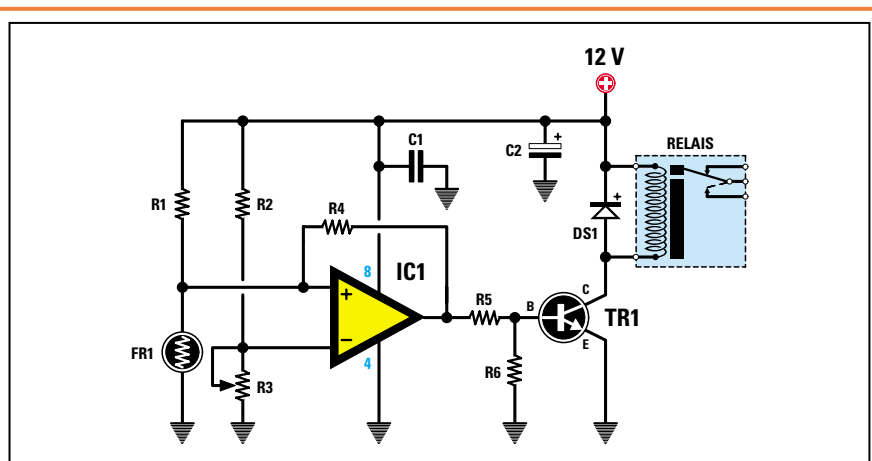 12 V
RELAIS
C1
C2
R1
R2
R4
DS1
8
IC1
+
−
4
R5
B
C
TR1
E
FR1
R3
R6
+
+